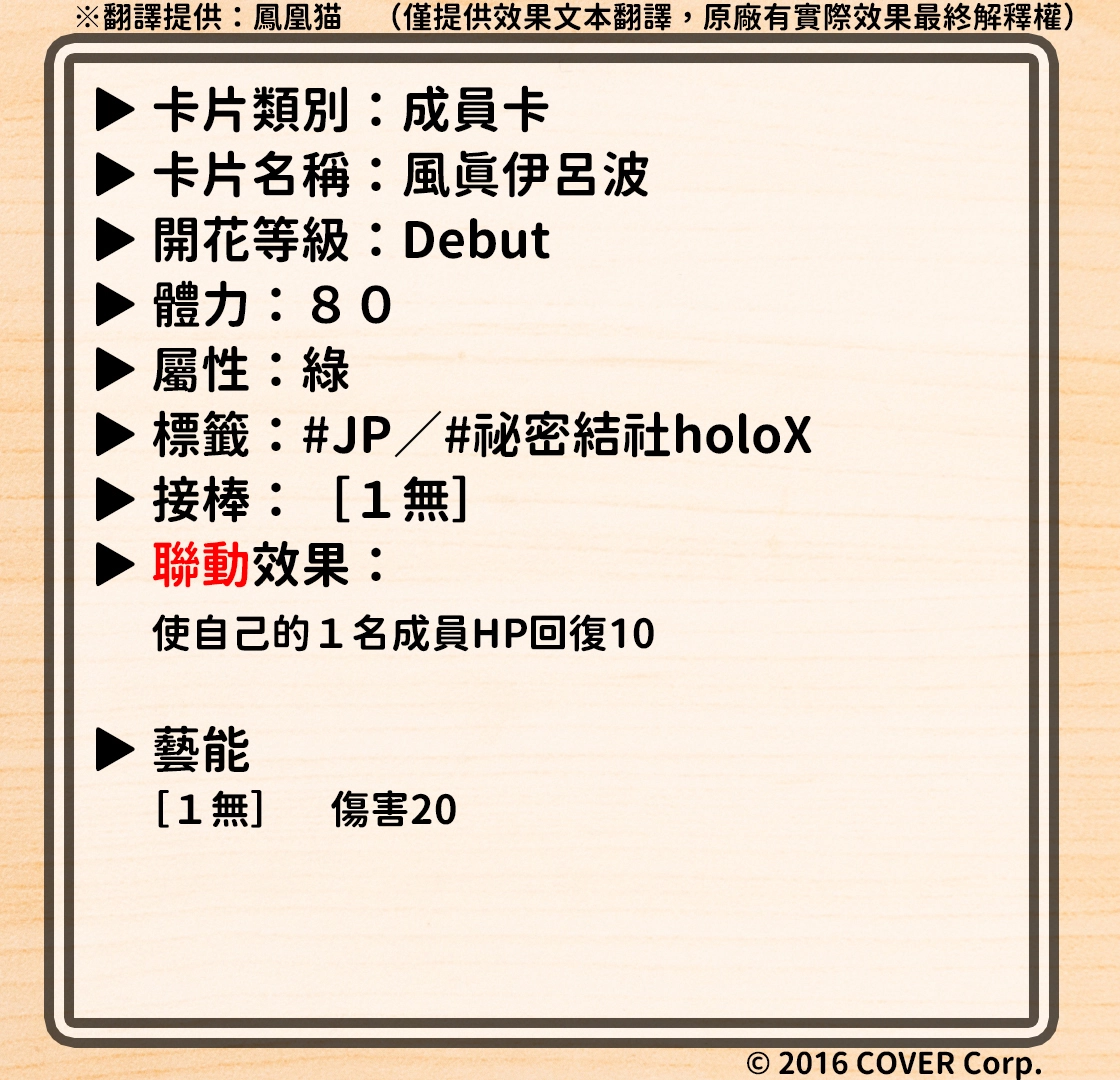 ※翻譯提供：鳳凰猫　（僅提供效果文本翻譯，原廠有實際效果最終解釋權）
▶ 卡片類別：成員卡
▶ 卡片名稱：風眞伊呂波
▶ 開花等級：Debut
▶ 體力：８０
▶ 屬性：綠
▶ 標籤：#JP／#祕密結社holoX
▶ 接棒：［１無］
▶ 聯動效果：
使自己的１名成員HP回復10
▶ 藝能
［１無］　傷害20
© 2016 COVER Corp.